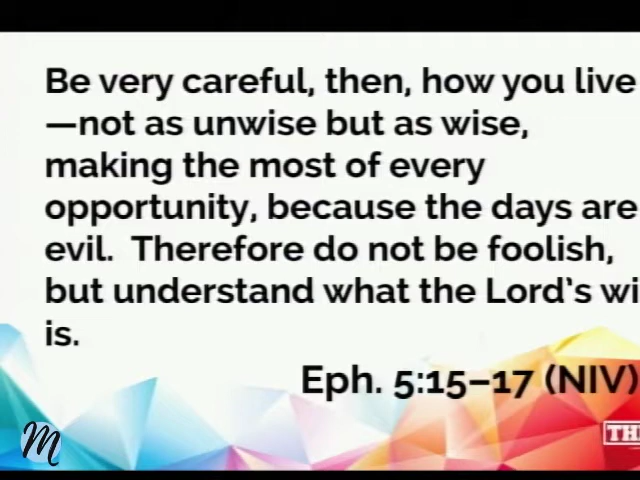 Be very careful, then, how you live
—not as unwise but as wise,
making the most of every
opportunity, because the days are
evil.  Therefore do not be foolish,
but understand what the Lord's
is.
Eph. 5:15–17 (NIV)
M